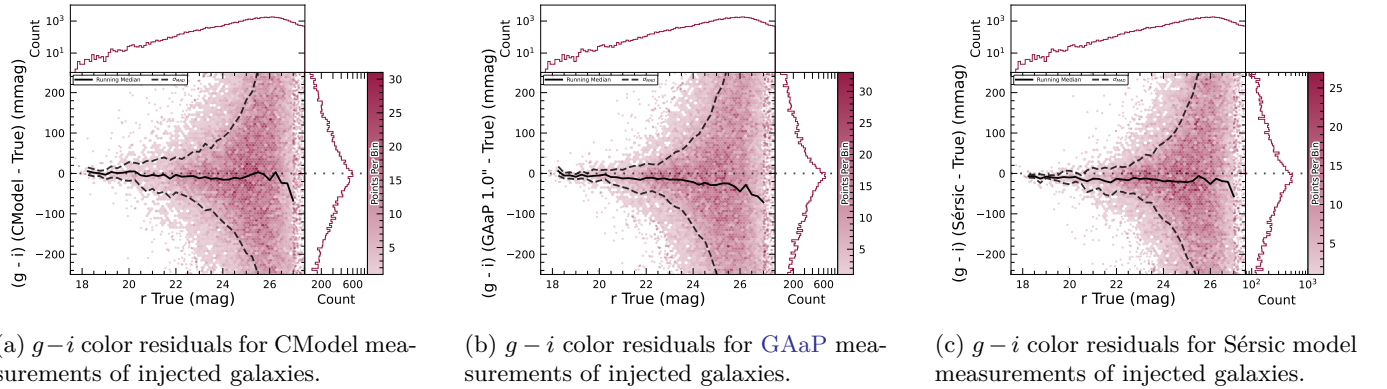 Count
10³
10¹
Running Median
σMAD
(g - i) (CModel - True) (mmag)
200
100
0
−100
−200
18
20
22
24
26
r True (mag)
200 600
Count
Points Per Bin
30
25
20
15
10
5
(a) g−i color residuals for CModel mea-
surements of injected galaxies.
Count
10³
10¹
Running Median
σMAD
(g - i) (GAaP 1.0" - True) (mmag)
200
100
0
−100
−200
18
20
22
24
26
r True (mag)
200 600
Count
Points Per Bin
30
25
20
15
10
5
(b) g − i color residuals for GAaP mea-
surements of injected galaxies.
Count
10³
10¹
Running Median
σMAD
(g - i) (Sérsic - True) (mmag)
200
100
0
−100
−200
18
20
22
24
26
r True (mag)
10² 10³
Count
Points Per Bin
25
20
15
10
5
(c) g − i color residuals for Sérsic model
measurements of injected galaxies.